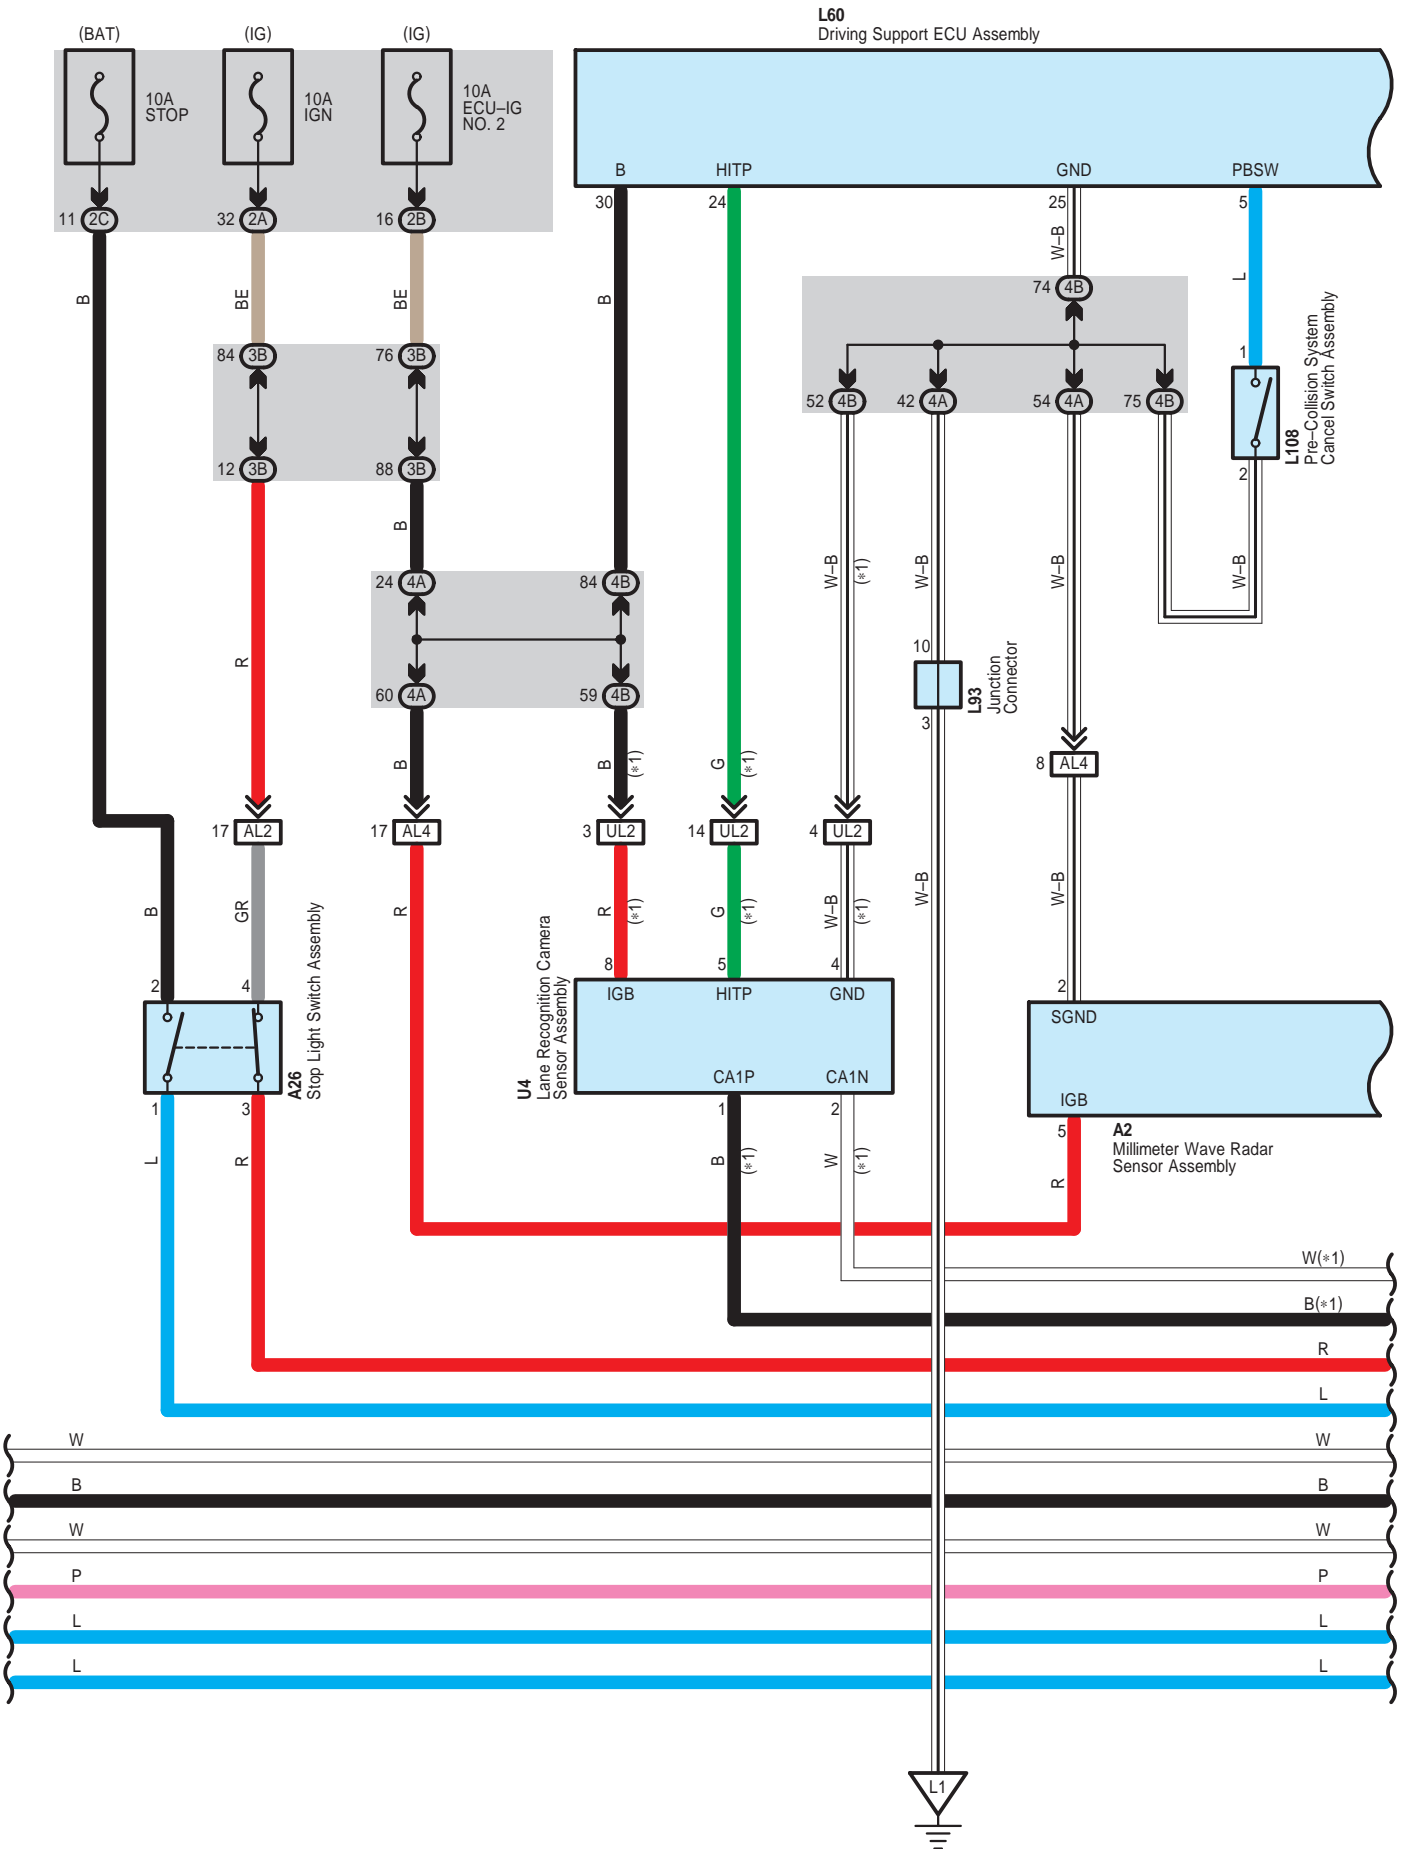 L60
Driving Support ECU Assembly
(BAT)
(IG)
(IG)
10A
STOP
10A
IGN
10A
ECU–IG
NO. 2
B
HITP
GND
PBSW
11 2C
32 2A
16 2B
30
24
25
5
B
BE
BE
B
W–B
L
74 4B
84 3B
76 3B
1
52 4B
42 4A
54 4A
75 4B
L108
Pre–Collision System
Cancel Switch Assembly
12 3B
88 3B
2
B
24 4A
84 4B
W–B
(*1)
W–B
W–B
W–B
R
60 4A
59 4B
10
L93
Junction
Connector
3
B
B
(*1)
G
(*1)
8 AL4
17 AL2
17 AL4
3 UL2
14 UL2
4 UL2
B
GR
R
R
(*1)
G
(*1)
W–B
(*1)
W–B
W–B
2
4
A26
Stop Light Switch Assembly
8
5
4
2
U4
Lane Recognition Camera
Sensor Assembly
IGB
HITP
GND
SGND
CA1P
CA1N
IGB
1
3
1
2
5
A2
Millimeter Wave Radar
Sensor Assembly
L
R
B
(*1)
W
(*1)
R
W(*1)
B(*1)
R
L
W
W
B
B
W
W
P
P
L
L
L
L
L1